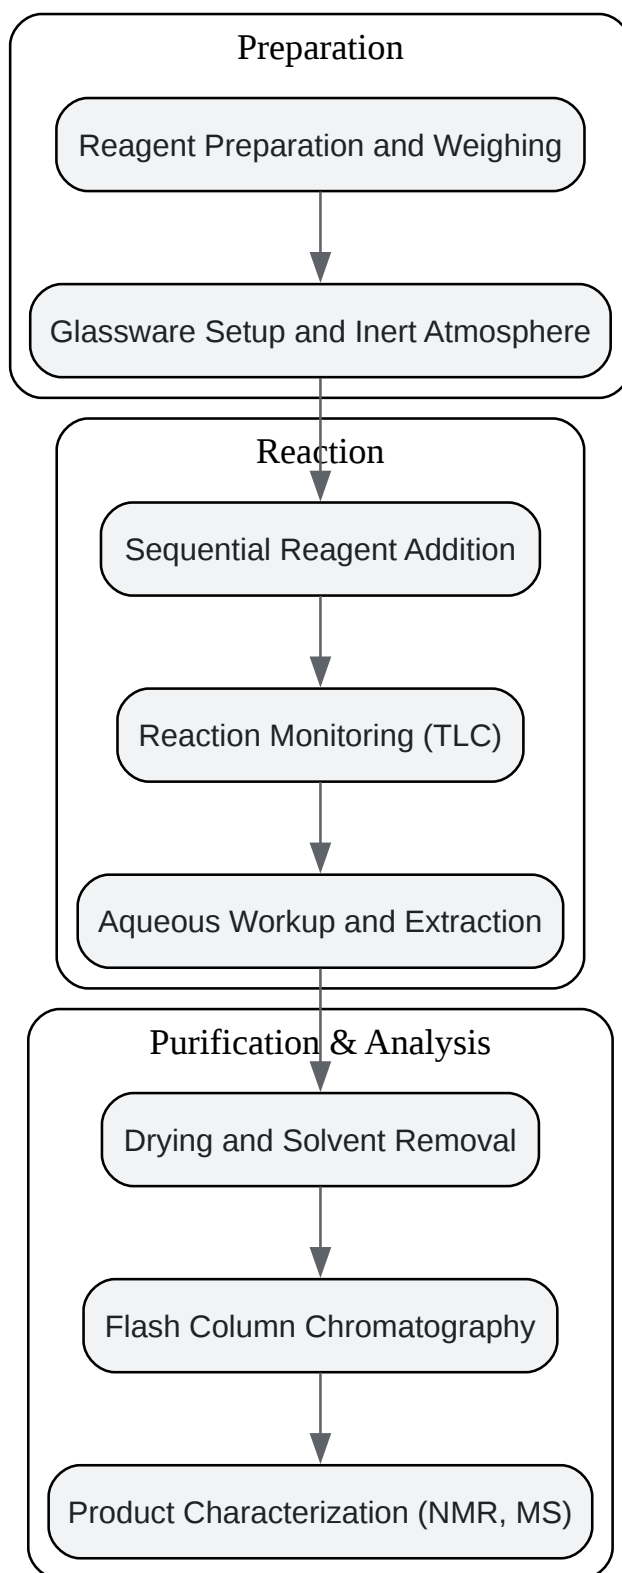 Preparation
Reagent Preparation and Weighing
Glassware Setup and Inert Atmosphere
Reaction
Sequential Reagent Addition
Reaction Monitoring (TLC)
Aqueous Workup and Extraction
Purification & Analysis
Drying and Solvent Removal
Flash Column Chromatography
Product Characterization (NMR, MS)